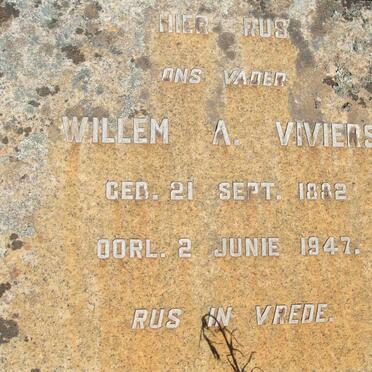 HIER RUS
ONS VADER
WILLEM A. VIVIERS
GEB. 21 SEPT. 1882
OORL. 2 JUNIE 1947.
RUS IN VREDE.